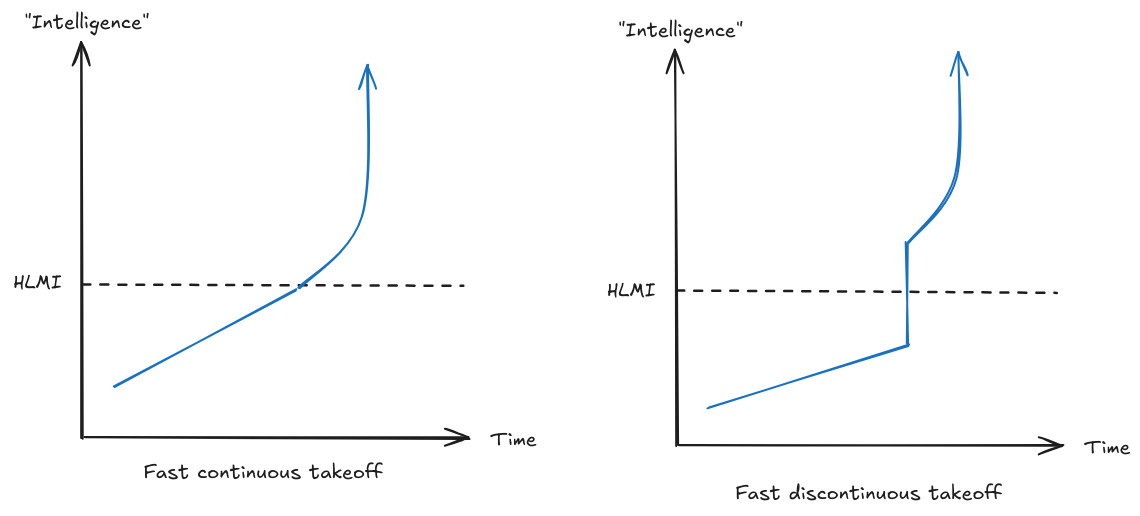 "Intelligence"
HLMI
Time
Fast continuous takeoff
"Intelligence"
HLMI
Time
Fast discontinuous takeoff